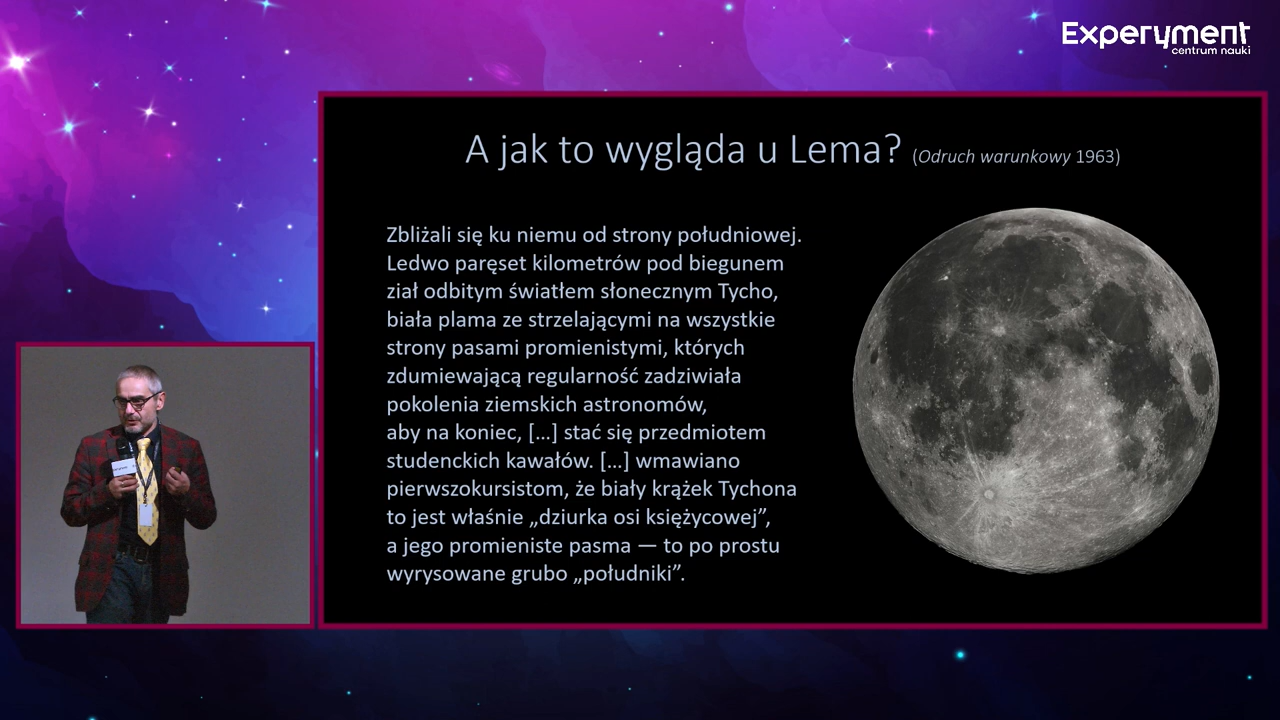 Experyment
centrum nauki
A jak to wygląda u Lema? (Odruch warunkowy 1963)
Zbliżali się ku niemu od strony południowej.
Ledwo paręset kilometrów pod biegunem
ział odbitym światłem słonecznym Tycho,
biała plama ze strzelającymi na wszystkie
strony pasami promienistymi, których
zdumiewającą regularność zadziwiała
pokolenia ziemskich astronomów,
aby na koniec, […] stać się przedmiotem
studenckich kawałów. […] wmawiano
pierwszokursistom, że biały krążek Tychona
to jest właśnie „dziurka osi księżycowej”,
a jego promieniste pasma — to po prostu
wyrysowane grubo „południki”.